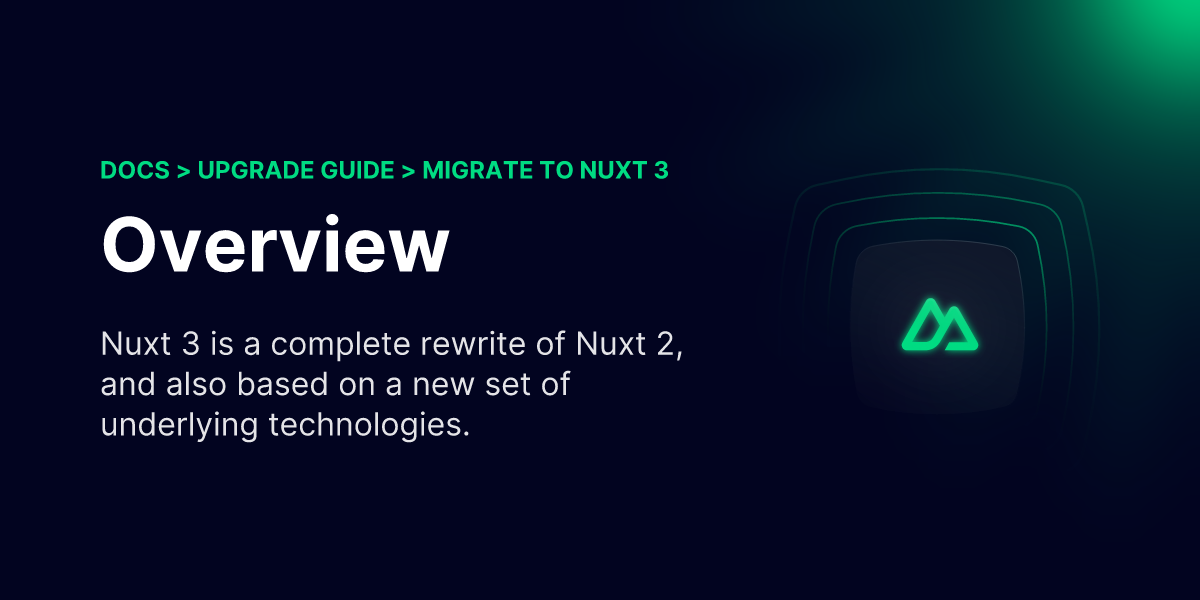 DOCS > UPGRADE GUIDE > MIGRATE TO NUXT 3
Overview
Nuxt 3 is a complete rewrite of Nuxt 2,
and also based on a new set of
underlying technologies.